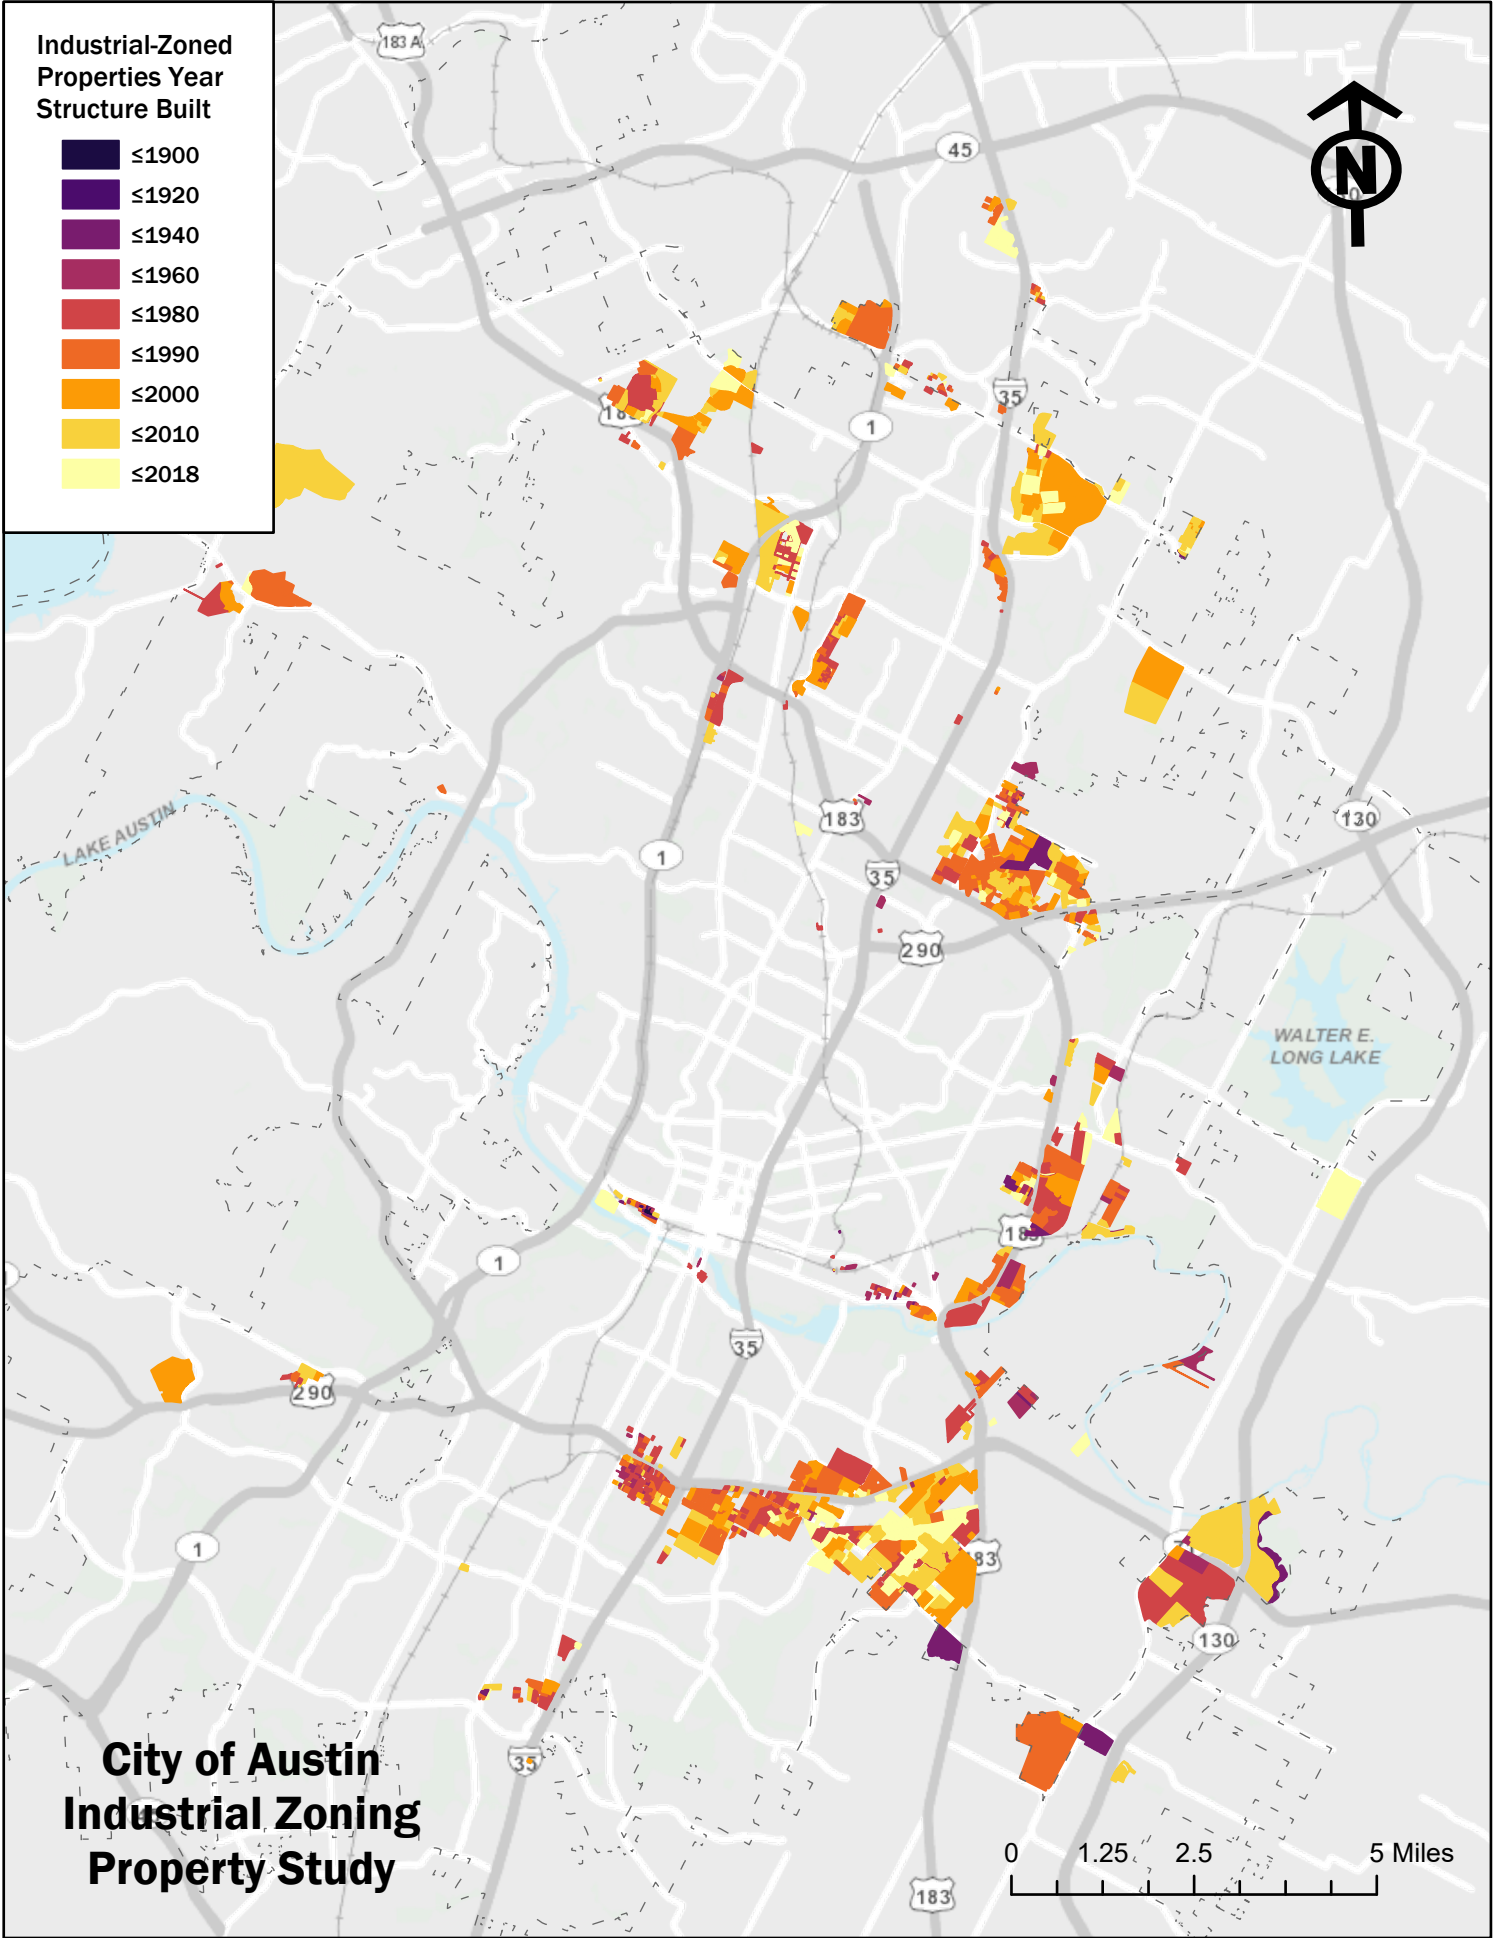 Industrial-Zoned
Properties Year
Structure Built
≤1900
≤1920
≤1940
≤1960
≤1980
≤1990
≤2000
≤2010
≤2018
183 A
45
N
35
1
LAKE AUSTIN
183
1
35
130
290
WALTER E.
LONG LAKE
1
35
290
1
130
35
183
City of Austin
Industrial Zoning
Property Study
0 1.25 2.5 5 Miles